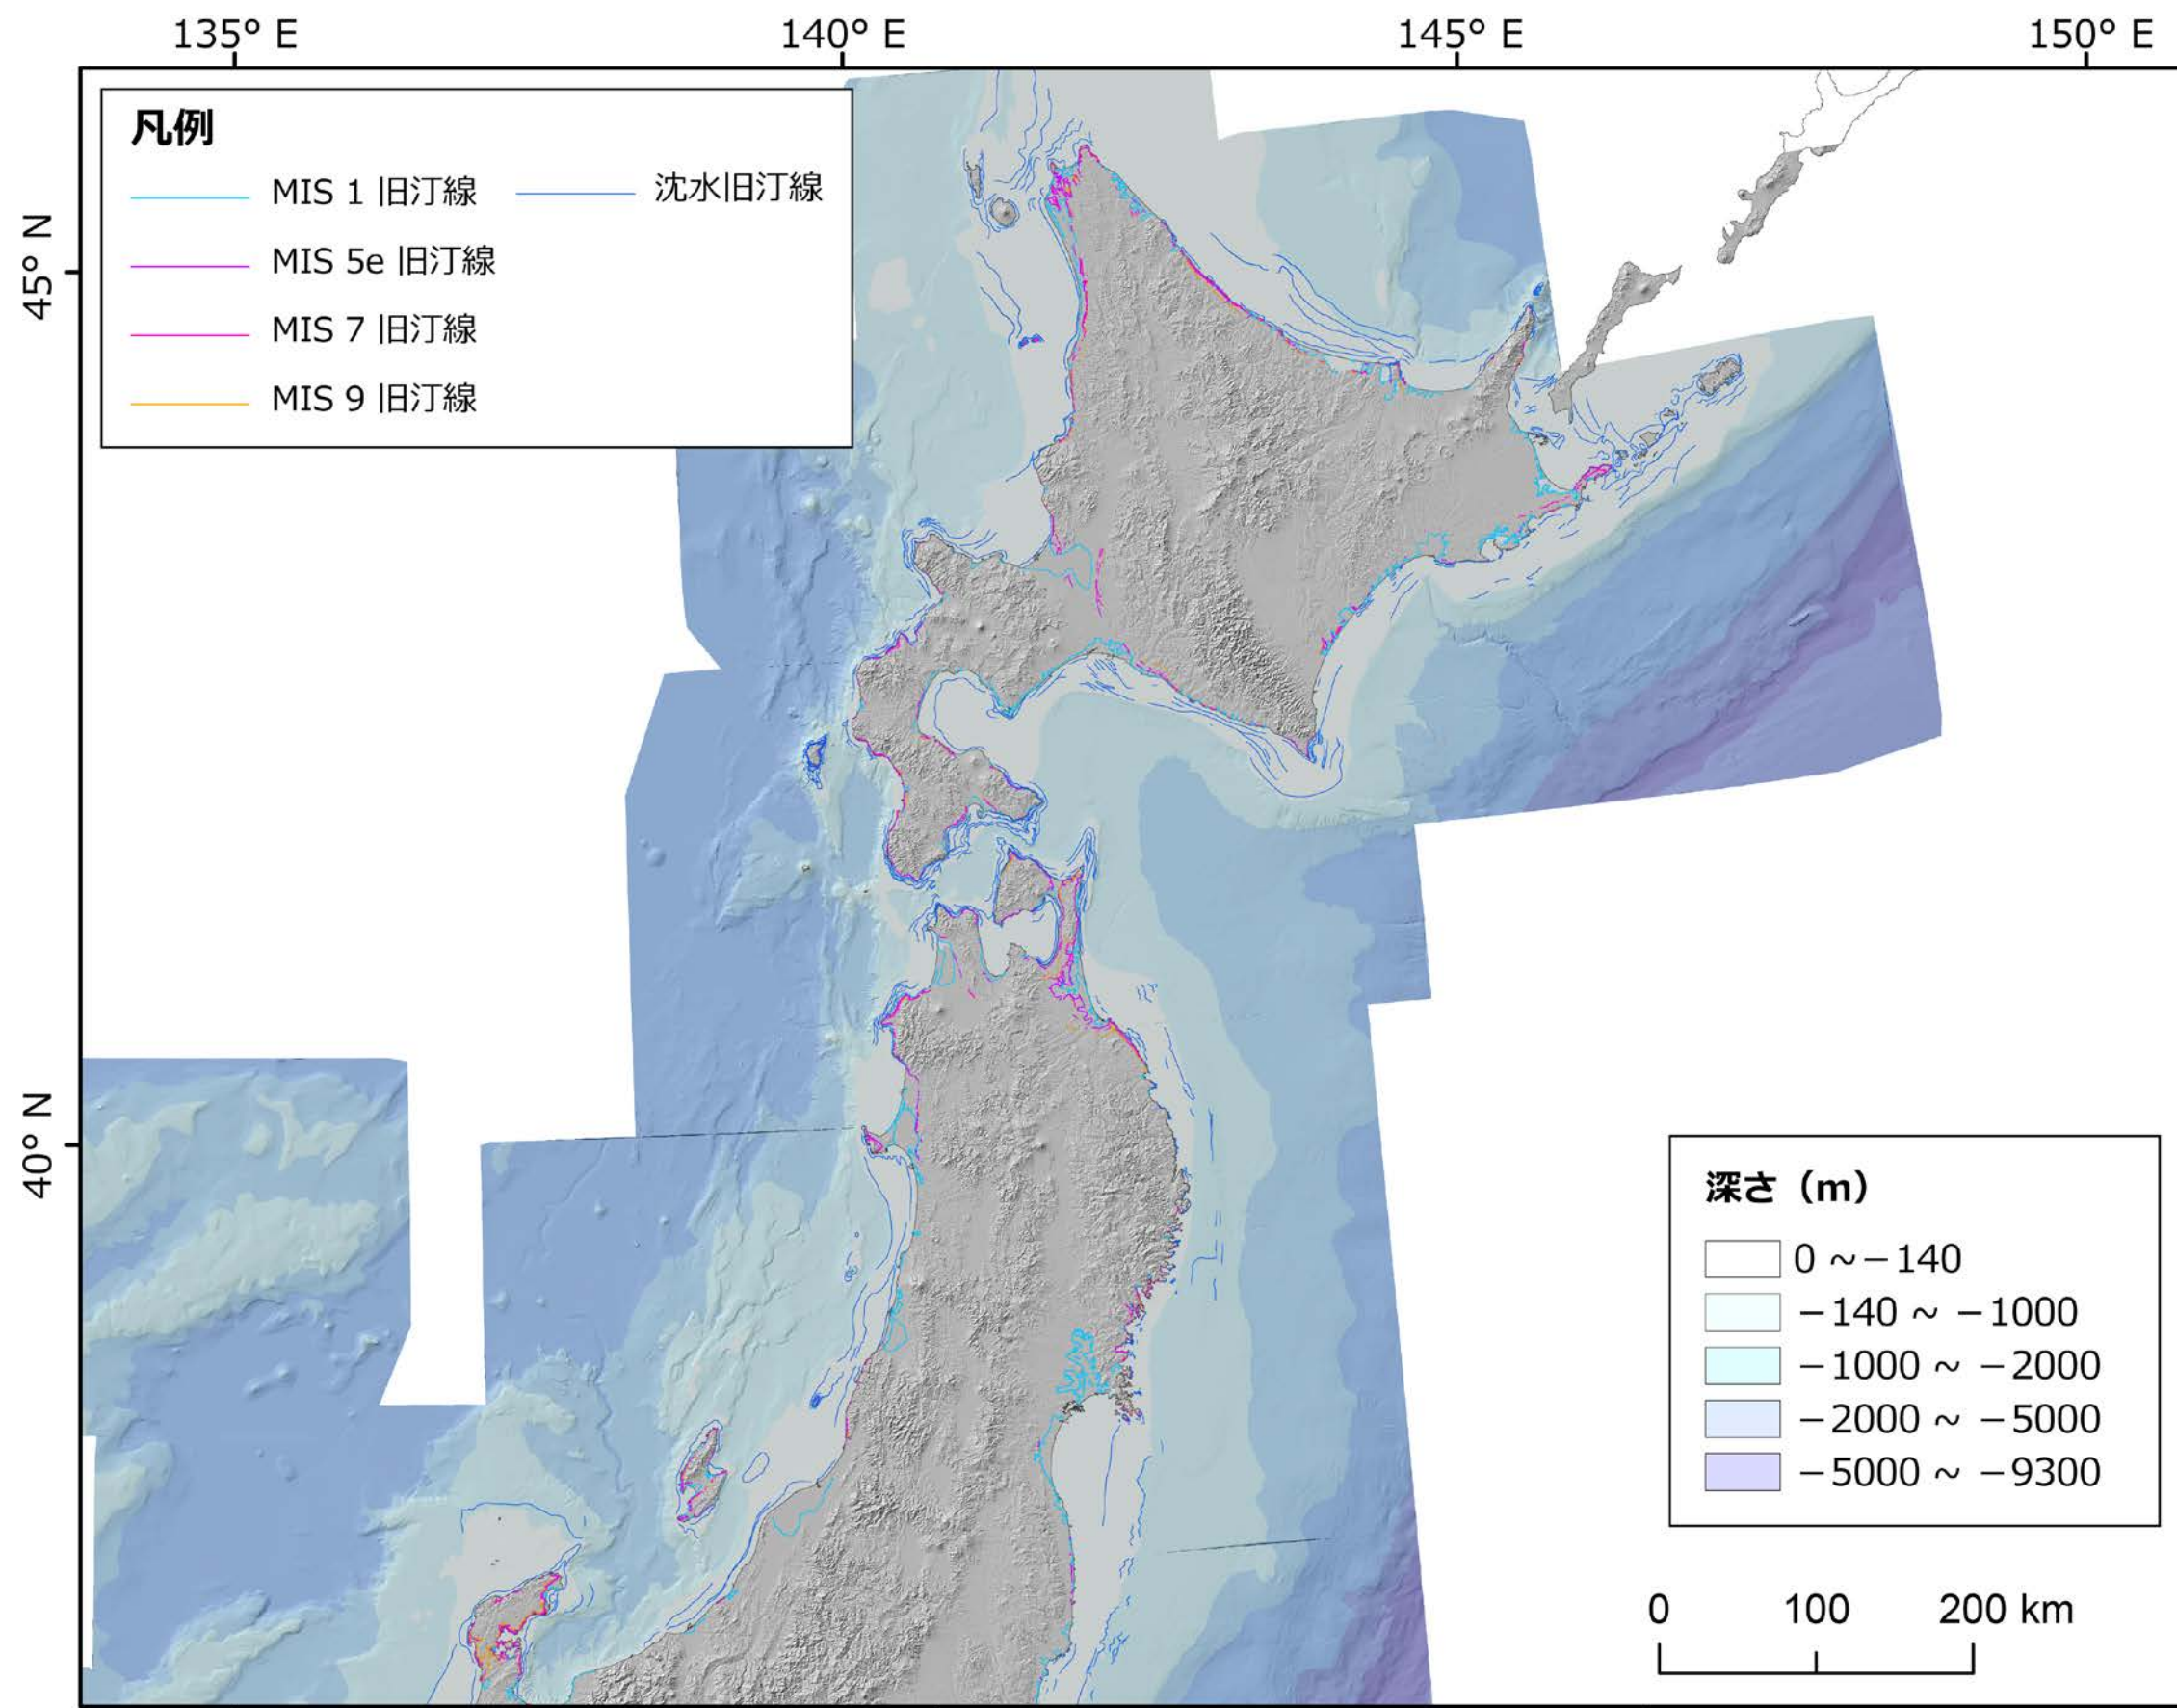 135° E
140° E
145° E
150° E
45° N
40° N
凡例
MIS 1 旧汀線
沈水旧汀線
MIS 5e 旧汀線
MIS 7 旧汀線
MIS 9 旧汀線
深さ（m）
0 ～－140
－140 ～ －1000
－1000 ～ －2000
－2000 ～ －5000
－5000 ～ －9300
0 100 200 km